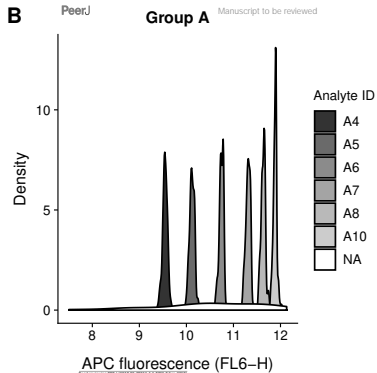 B
PeerJ
Manuscript to be reviewed
Group A
Density
10
5
0
8 9 10 11 12
APC fluorescence (FL6−H)
Analyte ID
A4
A5
A6
A7
A8
A10
NA